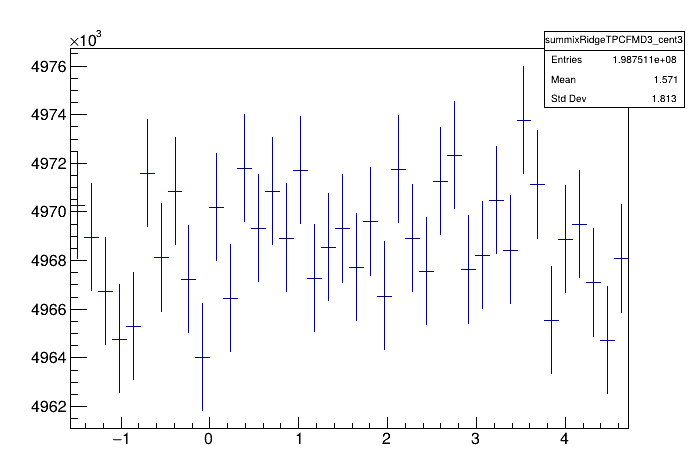 ×10³
summixRidgeTPCFMD3_cent3
Entries 1.987511e+08
Mean 1.571
Std Dev 1.813
4976
4974
4972
4970
4968
4966
4964
4962
−1 0 1 2 3 4